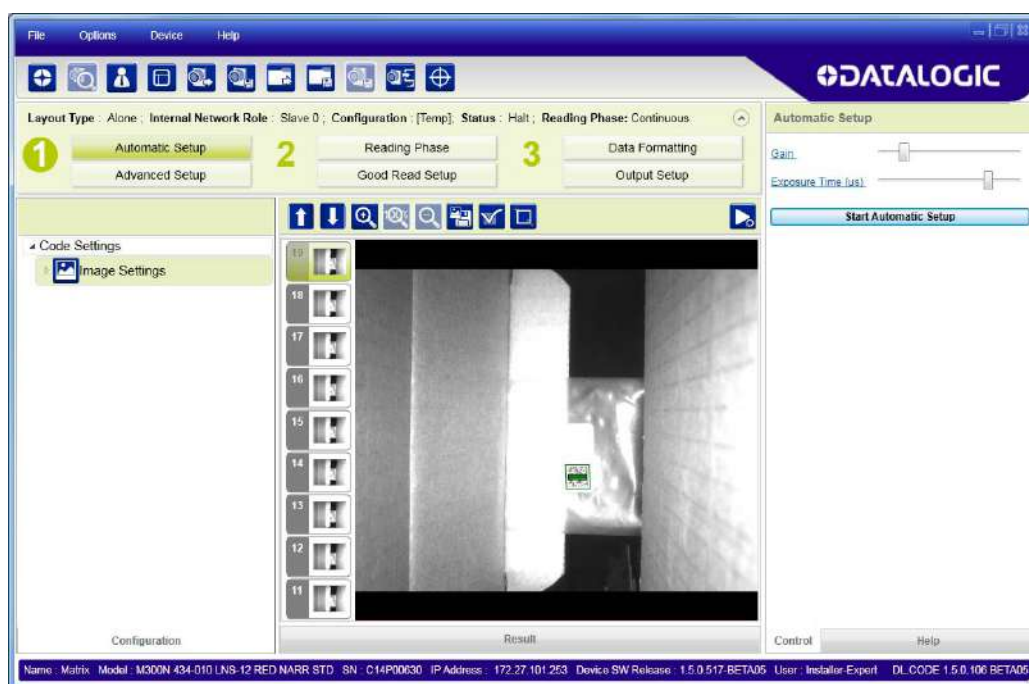 File Options Device Help
DATALOGIC
Layout Type : Alone ; Internal Network Role : Slave 0 ; Configuration : [Temp]; Status : Halt ; Reading Phase: Continuous
Automatic Setup
1 Automatic Setup 2 Reading Phase 3 Data Formatting
Advanced Setup Good Read Setup Output Setup
Gain
Exposure Time (us)
Start Automatic Setup
Code Settings
Image Settings
19
18
17
16
15
14
13
12
11
Configuration Result Control Help
Name : Matrix Model : M300N 434-010 LNS-12 RED NARR STD SN : C14P00630 IP Address : 172.27.101.253 Device SW Release : 1.5.0.517-BETA05 User : Installer-Expert DL.CODE 1.5.0.106 BETA05